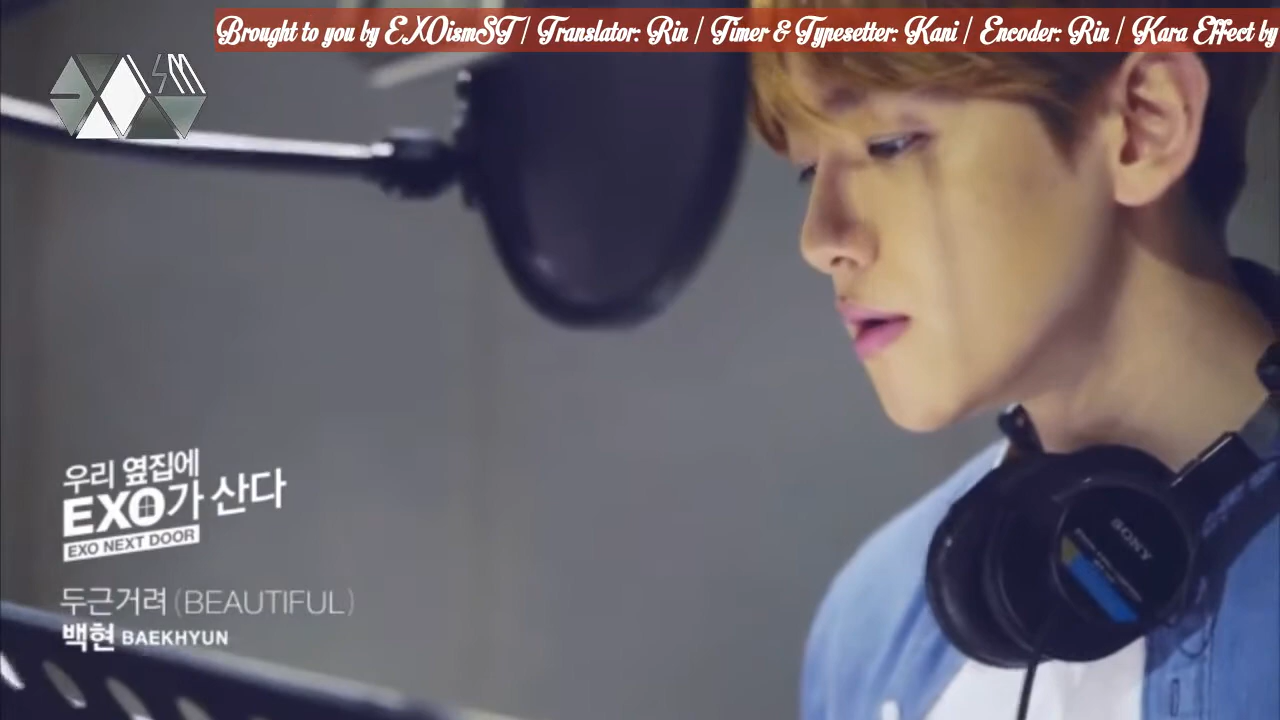 Brought to you by EXOismST / Translator: Rin / Timer & Typesetter: Kani / Encoder: Rin / Kara Effect by
EXO ISM
우리 옆집에
EXO가 산다
EXO NEXT DOOR
두근거려 (BEAUTIFUL)
백현 BAEKHYUN
SONY